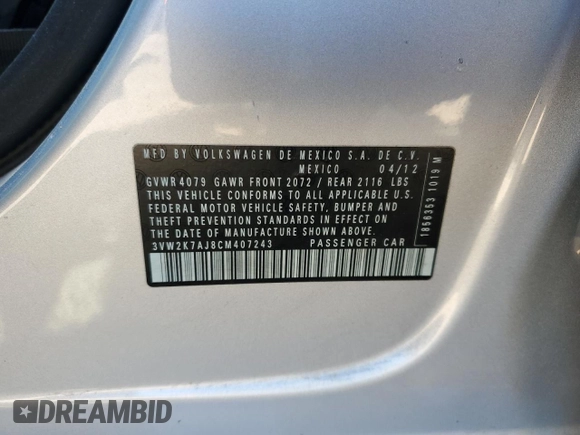 MFD BY VOLKSWAGEN DE MEXICO S.A. DE C.V.
MEXICO 04/12
GVWR 4079 GAWR FRONT 2072 / REAR 2116 LBS
THIS VEHICLE CONFORMS TO ALL APPLICABLE U.S.
FEDERAL MOTOR VEHICLE SAFETY, BUMPER AND
THEFT PREVENTION STANDARDS IN EFFECT ON
THE DATE OF MANUFACTURE SHOWN ABOVE.
3VW2K7AJ8CM407243 PASSENGER CAR
1856353 1019 M
DREAMBID